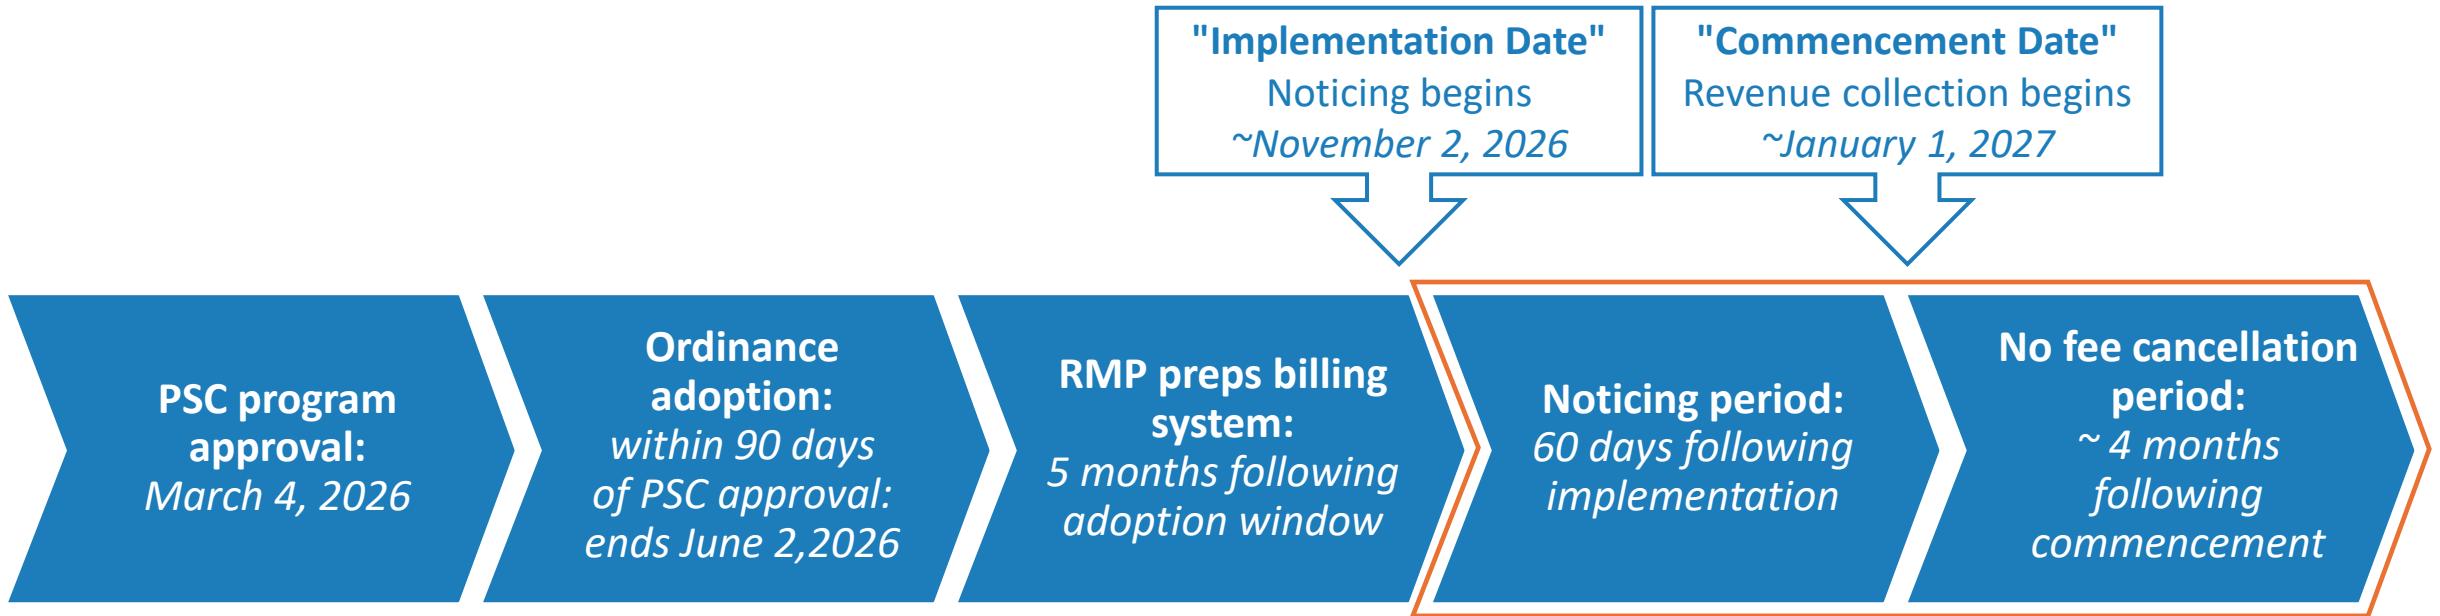 "Implementation Date"
Noticing begins
~November 2, 2026
"Commencement Date"
Revenue collection begins
~January 1, 2027
PSC program
approval:
March 4, 2026
Ordinance
adoption:
within 90 days
of PSC approval:
ends June 2,2026
RMP preps billing
system:
5 months following
adoption window
Noticing period:
60 days following
implementation
No fee cancellation
period:
~ 4 months
following
commencement